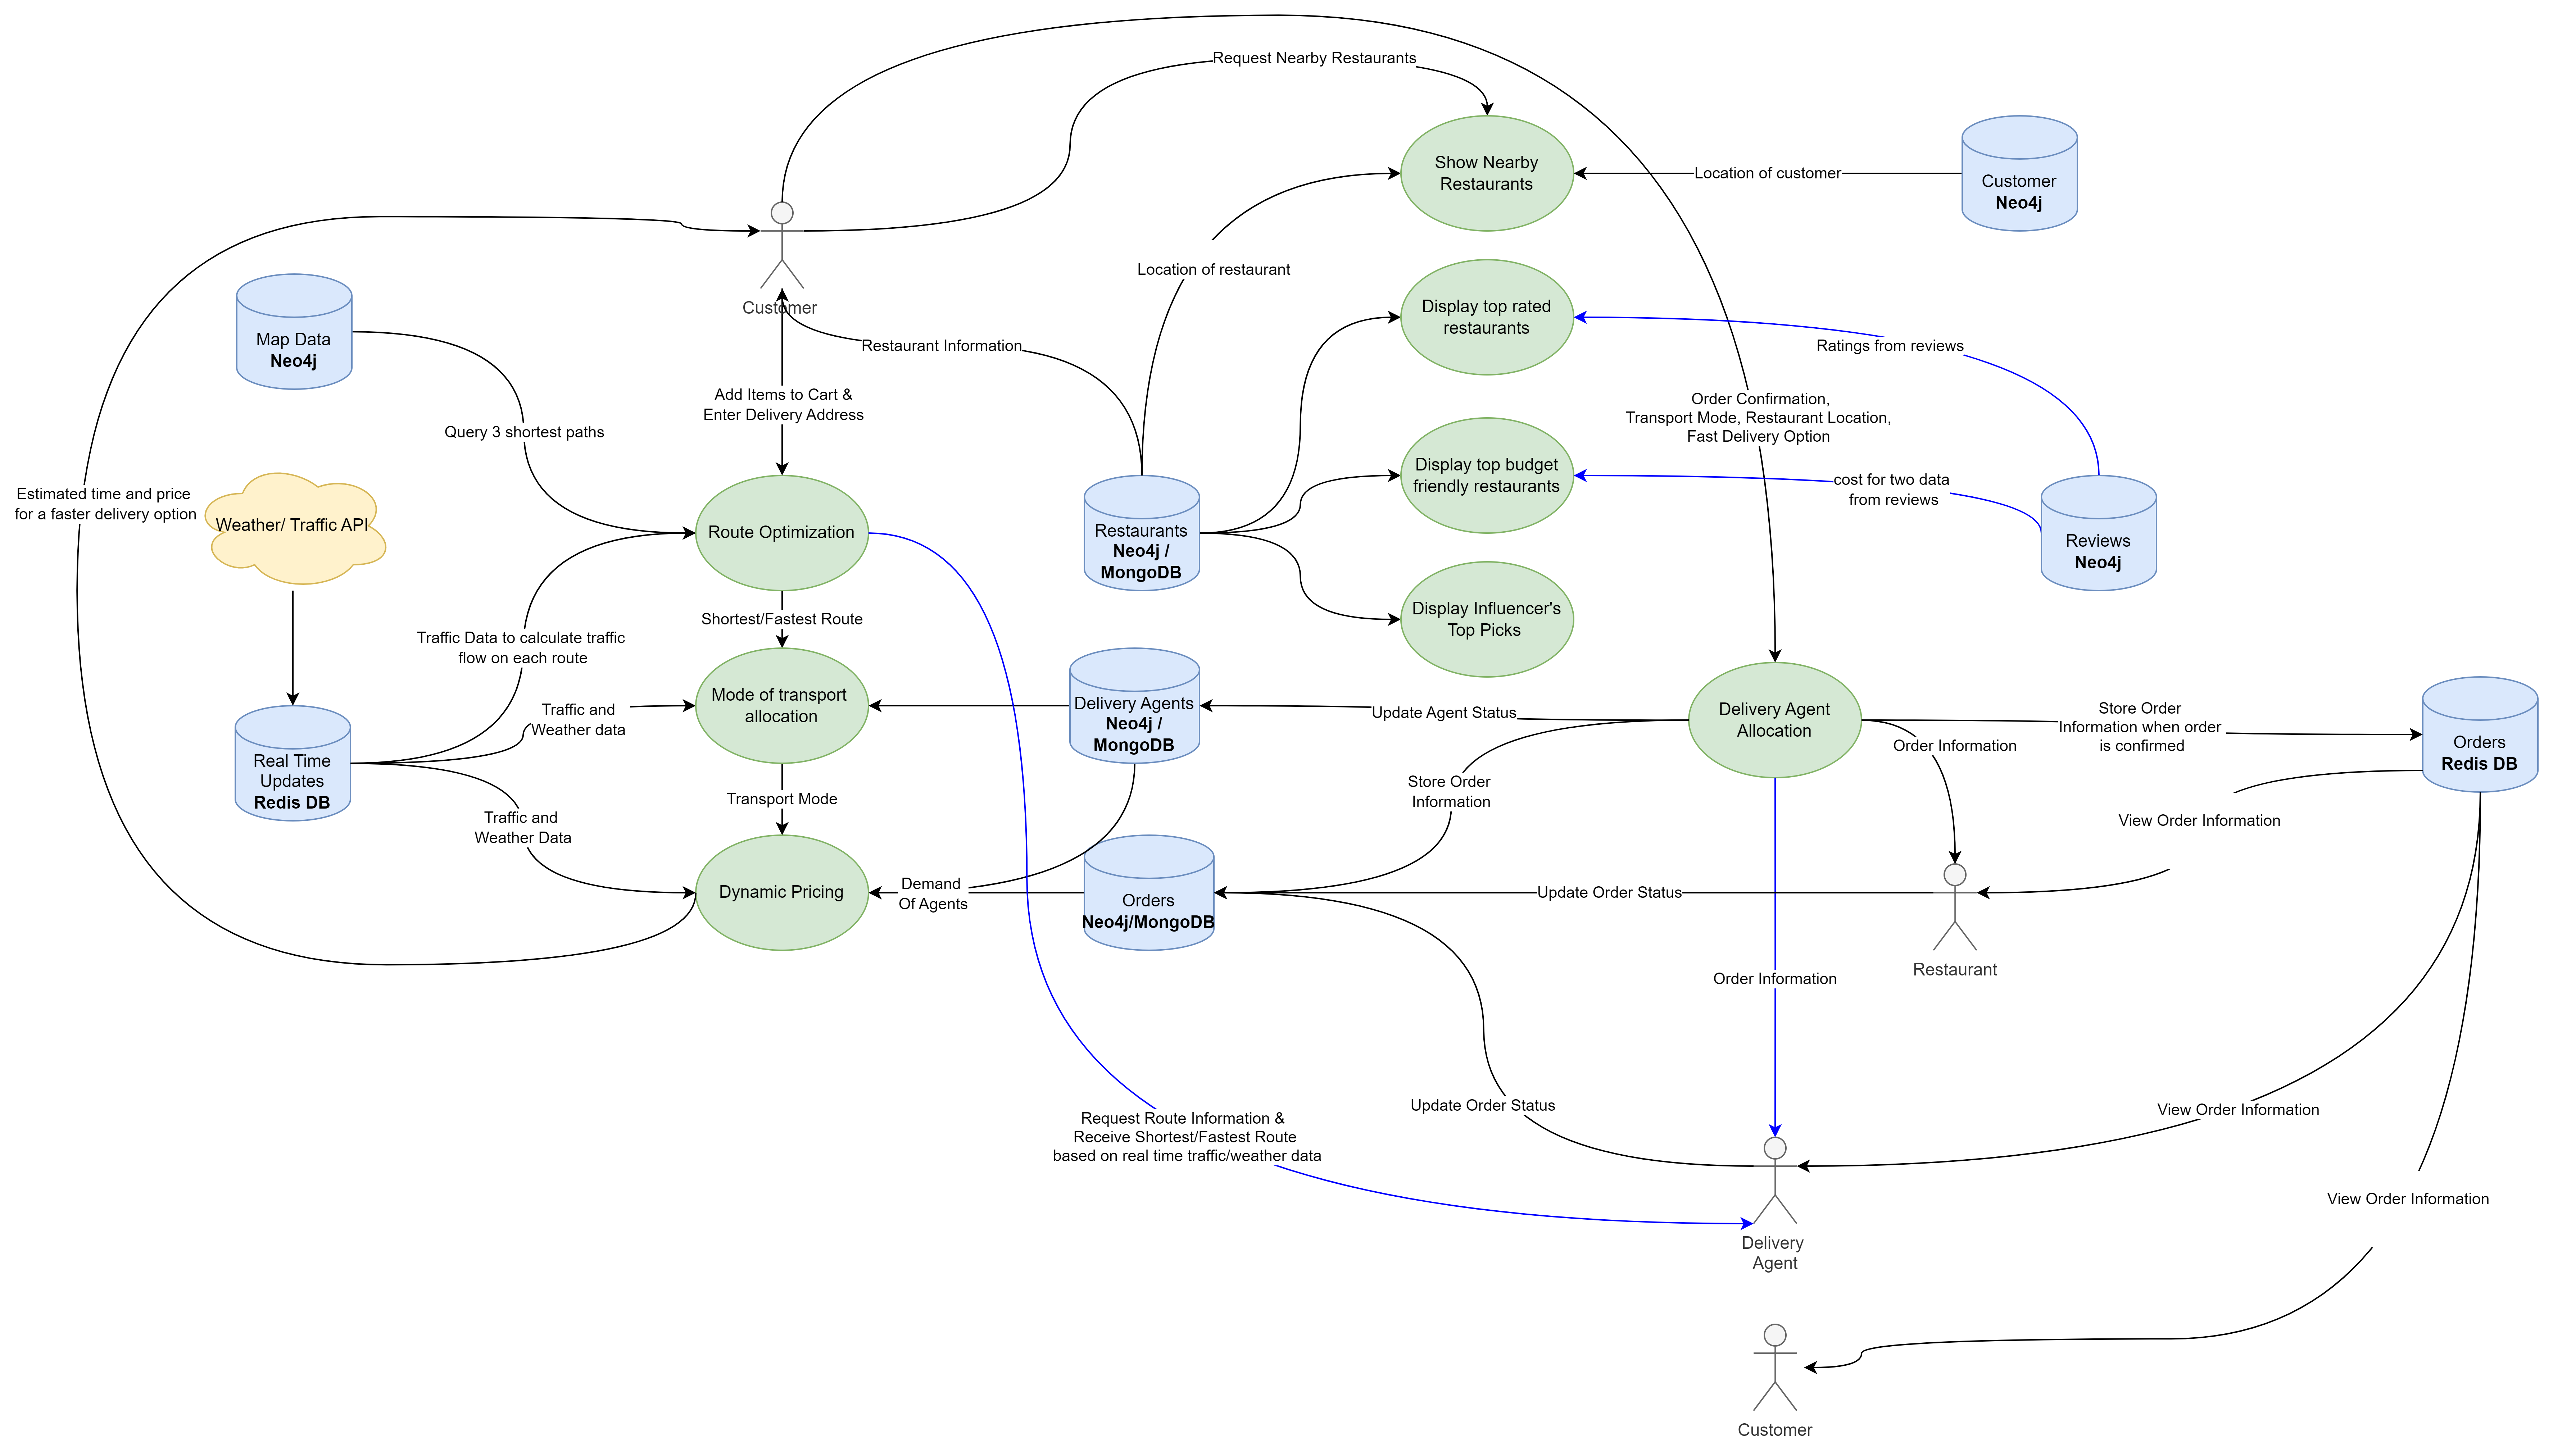 Request Nearby Restaurants
Show Nearby
Restaurants
Location of customer
Customer
Neo4j
Customer
Location of restaurant
Map Data
Neo4j
Restaurant Information
Display top rated
restaurants
Ratings from reviews
Add Items to Cart &
Enter Delivery Address
Query 3 shortest paths
Order Confirmation,
Transport Mode, Restaurant Location,
Fast Delivery Option
Display top budget
friendly restaurants
cost for two data
from reviews
Estimated time and price
for a faster delivery option
Weather/ Traffic API
Route Optimization
Restaurants
Neo4j /
MongoDB
Reviews
Neo4j
Shortest/Fastest Route
Display Influencer's
Top Picks
Traffic Data to calculate traffic
flow on each route
Mode of transport
allocation
Delivery Agents
Neo4j /
MongoDB
Update Agent Status
Delivery Agent
Allocation
Store Order
Information when order
is confirmed
Orders
Redis DB
Traffic and
Weather data
Order Information
Real Time
Updates
Redis DB
Transport Mode
Store Order
Information
View Order Information
Traffic and
Weather Data
Dynamic Pricing
Demand
Of Agents
Orders
Neo4j/MongoDB
Update Order Status
Restaurant
Order Information
Request Route Information &
Receive Shortest/Fastest Route
based on real time traffic/weather data
Update Order Status
View Order Information
View Order Information
Delivery
Agent
Customer